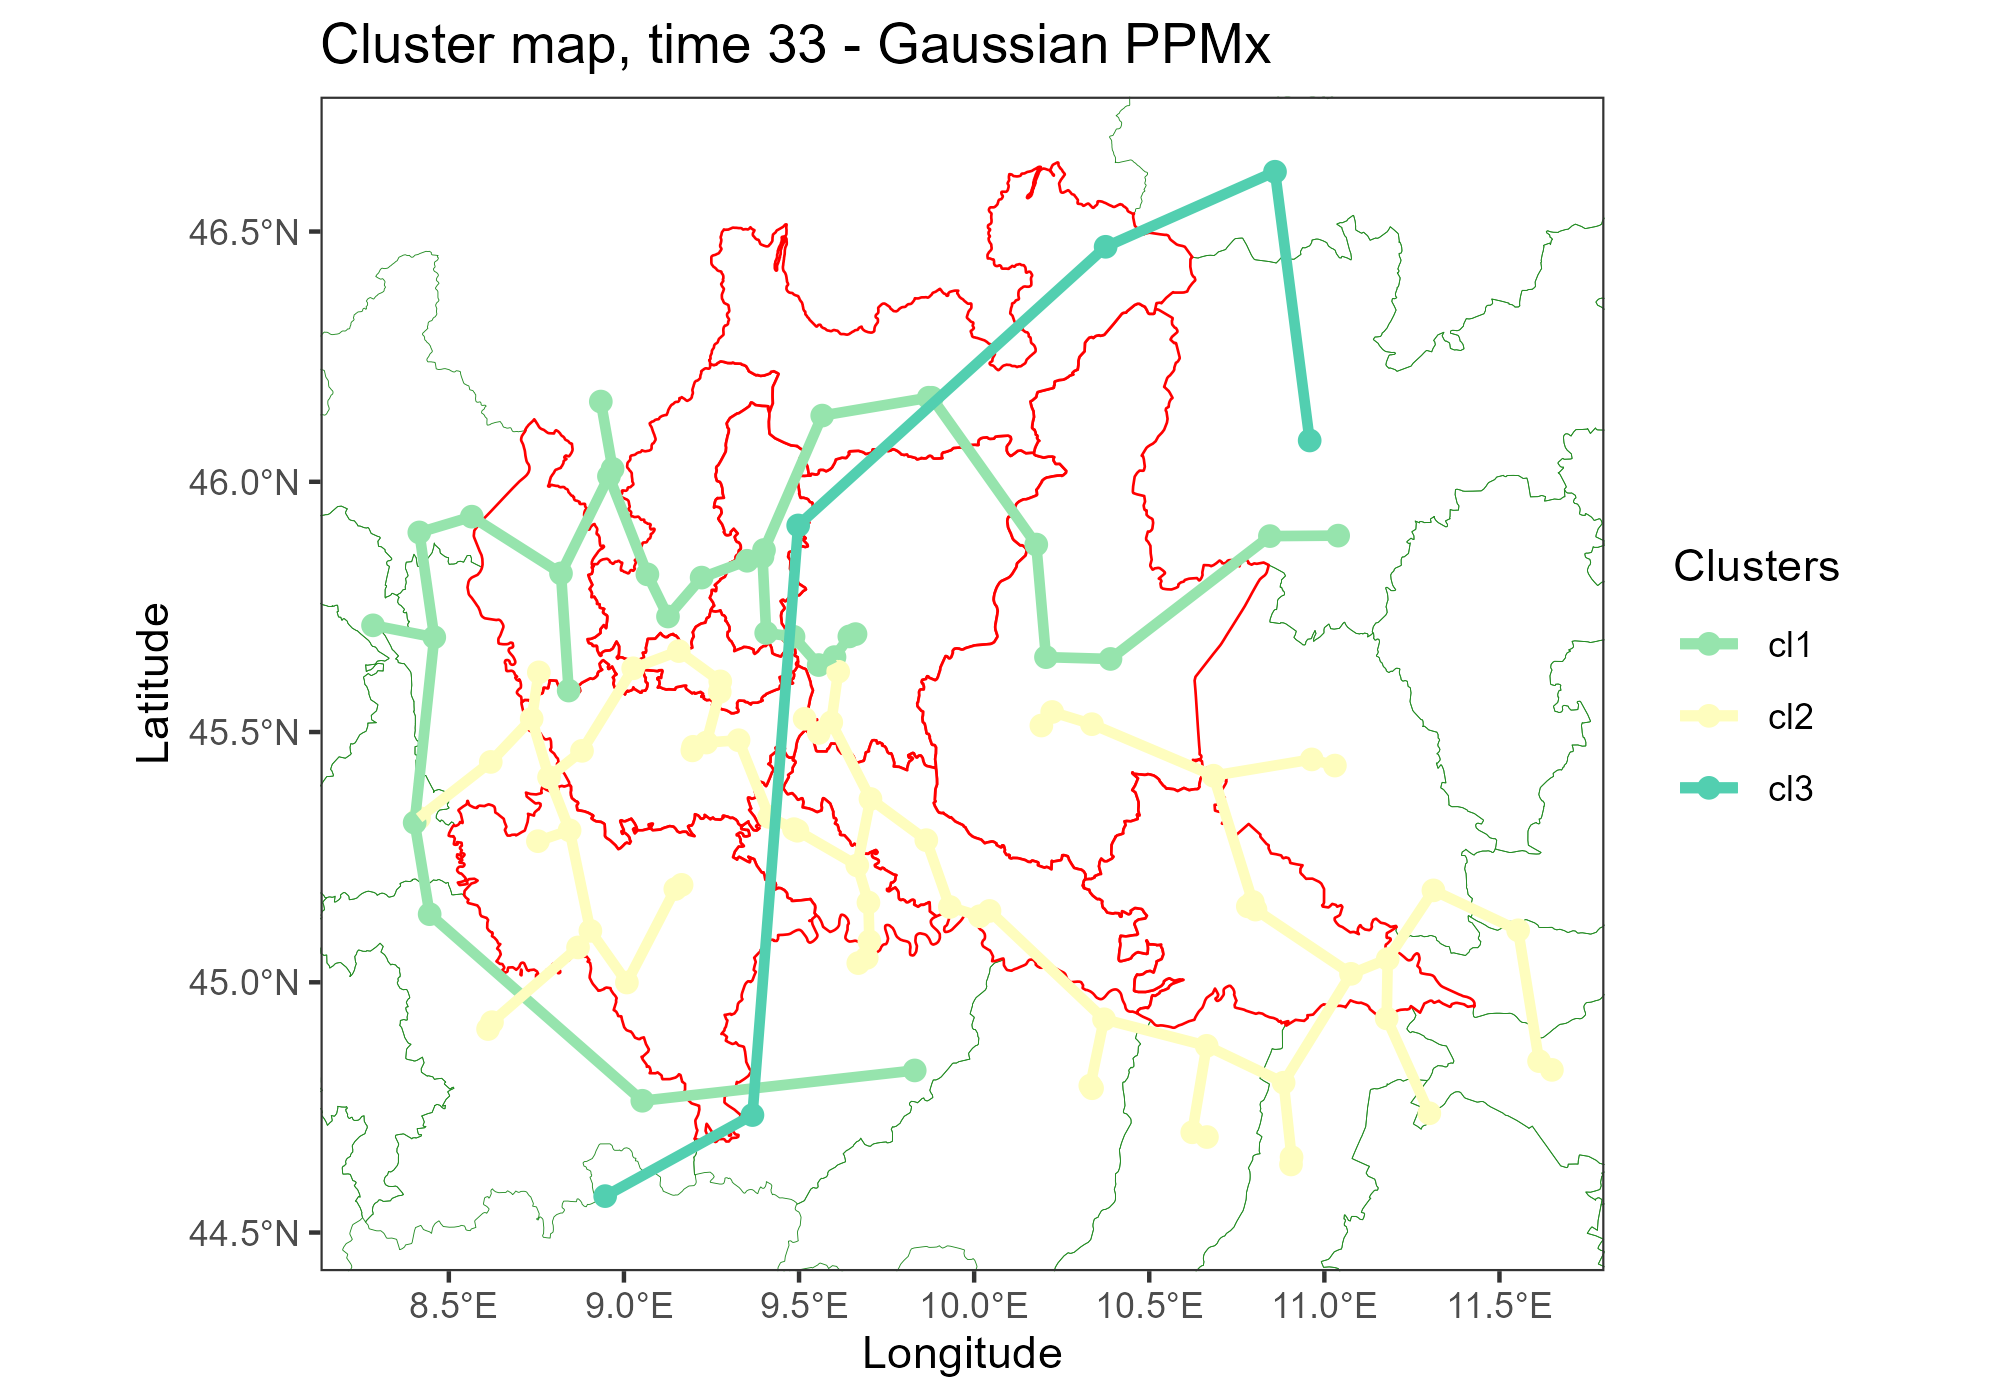 Cluster map, time 33 - Gaussian PPMx
46.5°N
46.0°N
45.5°N
45.0°N
44.5°N
Latitude
8.5°E
9.0°E
9.5°E
10.0°E
10.5°E
11.0°E
11.5°E
Longitude
Clusters
cl1
cl2
cl3